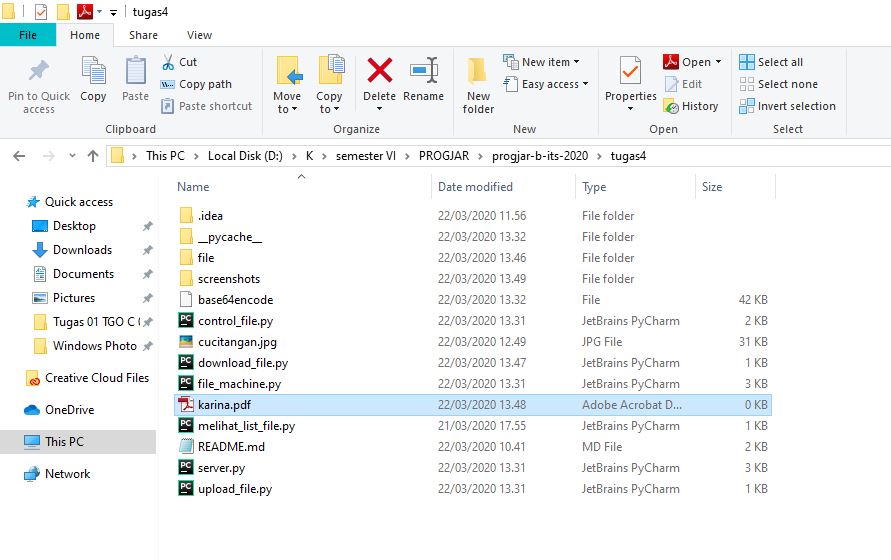 tugas4
File Home Share View
Pin to Quick access
Copy
Paste
Cut
Copy path
Paste shortcut
Clipboard
Move to
Copy to
Delete
Rename
Organize
New folder
New item
Easy access
New
Properties
Open
Edit
History
Open
Select all
Select none
Invert selection
Select
This PC > Local Disk (D:) > K > semester VI > PROGJAR > progjar-b-its-2020 > tugas4
Quick access
Desktop
Downloads
Documents
Pictures
Tugas 01 TGO C
Windows Photo
Creative Cloud Files
OneDrive
This PC
Network
Name Date modified Type Size
.idea 22/03/2020 11.56 File folder
__pycache__ 22/03/2020 13.32 File folder
file 22/03/2020 13.46 File folder
screenshots 22/03/2020 13.49 File folder
base64encode 22/03/2020 13.32 File 42 KB
control_file.py 22/03/2020 13.31 JetBrains PyCharm 2 KB
cucitangan.jpg 22/03/2020 12.49 JPG File 31 KB
download_file.py 22/03/2020 13.47 JetBrains PyCharm 1 KB
file_machine.py 22/03/2020 13.31 JetBrains PyCharm 3 KB
karina.pdf 22/03/2020 13.48 Adobe Acrobat D... 0 KB
melihat_list_file.py 21/03/2020 17.55 JetBrains PyCharm 1 KB
README.md 22/03/2020 10.41 MD File 2 KB
server.py 22/03/2020 13.31 JetBrains PyCharm 3 KB
upload_file.py 22/03/2020 13.31 JetBrains PyCharm 1 KB